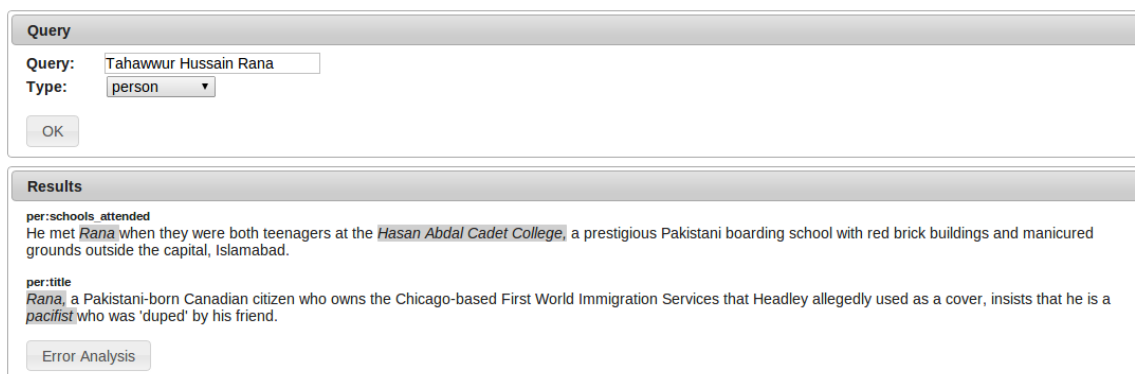 Query
Query: Tahawwur Hussain Rana
Type: person
OK
Results
per:schools_attended
He met Rana when they were both teenagers at the Hasan Abdal Cadet College, a prestigious Pakistani boarding school with red brick buildings and manicured
grounds outside the capital, Islamabad.
per:title
Rana, a Pakistani-born Canadian citizen who owns the Chicago-based First World Immigration Services that Headley allegedly used as a cover, insists that he is a
pacifist who was 'duped' by his friend.
Error Analysis